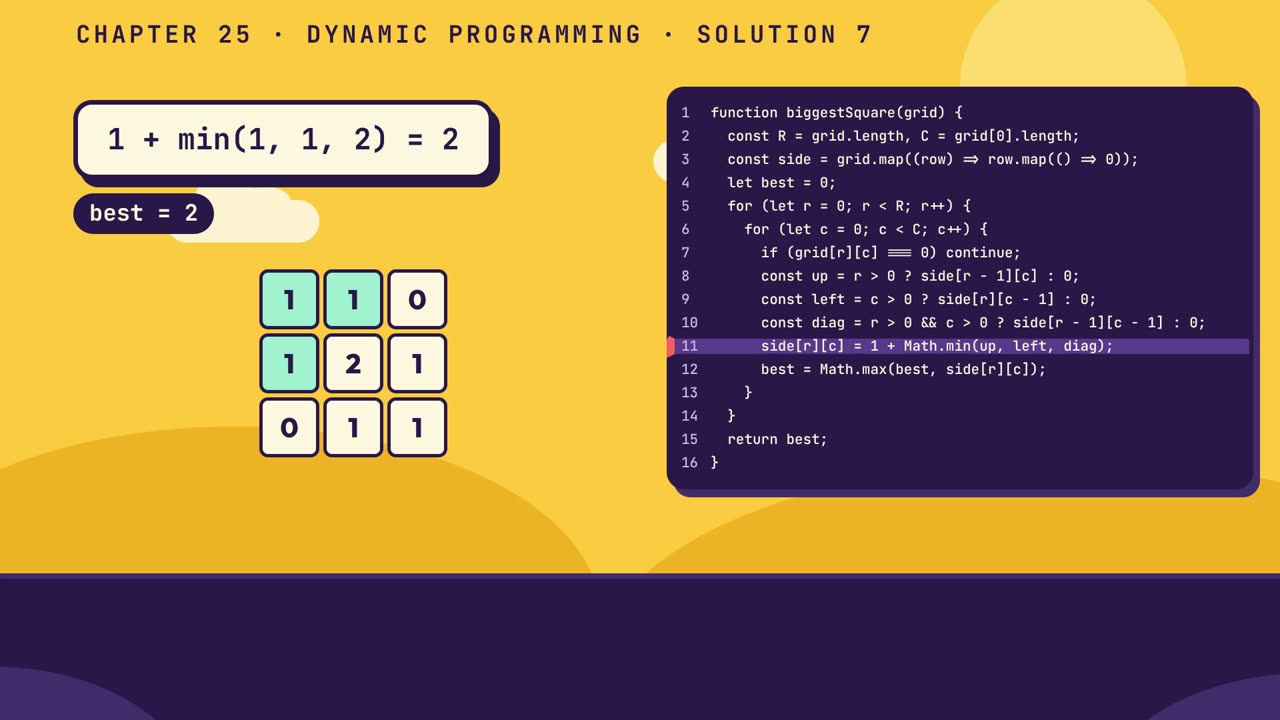 CHAPTER 25 · DYNAMIC PROGRAMMING · SOLUTION 7
1 + min(1, 1, 2) = 2
best = 2
1 1 0
1 2 1
0 1 1
1 function biggestSquare(grid) {
2 const R = grid.length, C = grid[0].length;
3 const side = grid.map((row) => row.map(() => 0));
4 let best = 0;
5 for (let r = 0; r < R; r++) {
6 for (let c = 0; c < C; c++) {
7 if (grid[r][c] === 0) continue;
8 const up = r > 0 ? side[r - 1][c] : 0;
9 const left = c > 0 ? side[r][c - 1] : 0;
10 const diag = r > 0 && c > 0 ? side[r - 1][c - 1] : 0;
11 side[r][c] = 1 + Math.min(up, left, diag);
12 best = Math.max(best, side[r][c]);
13 }
14 }
15 return best;
16 }